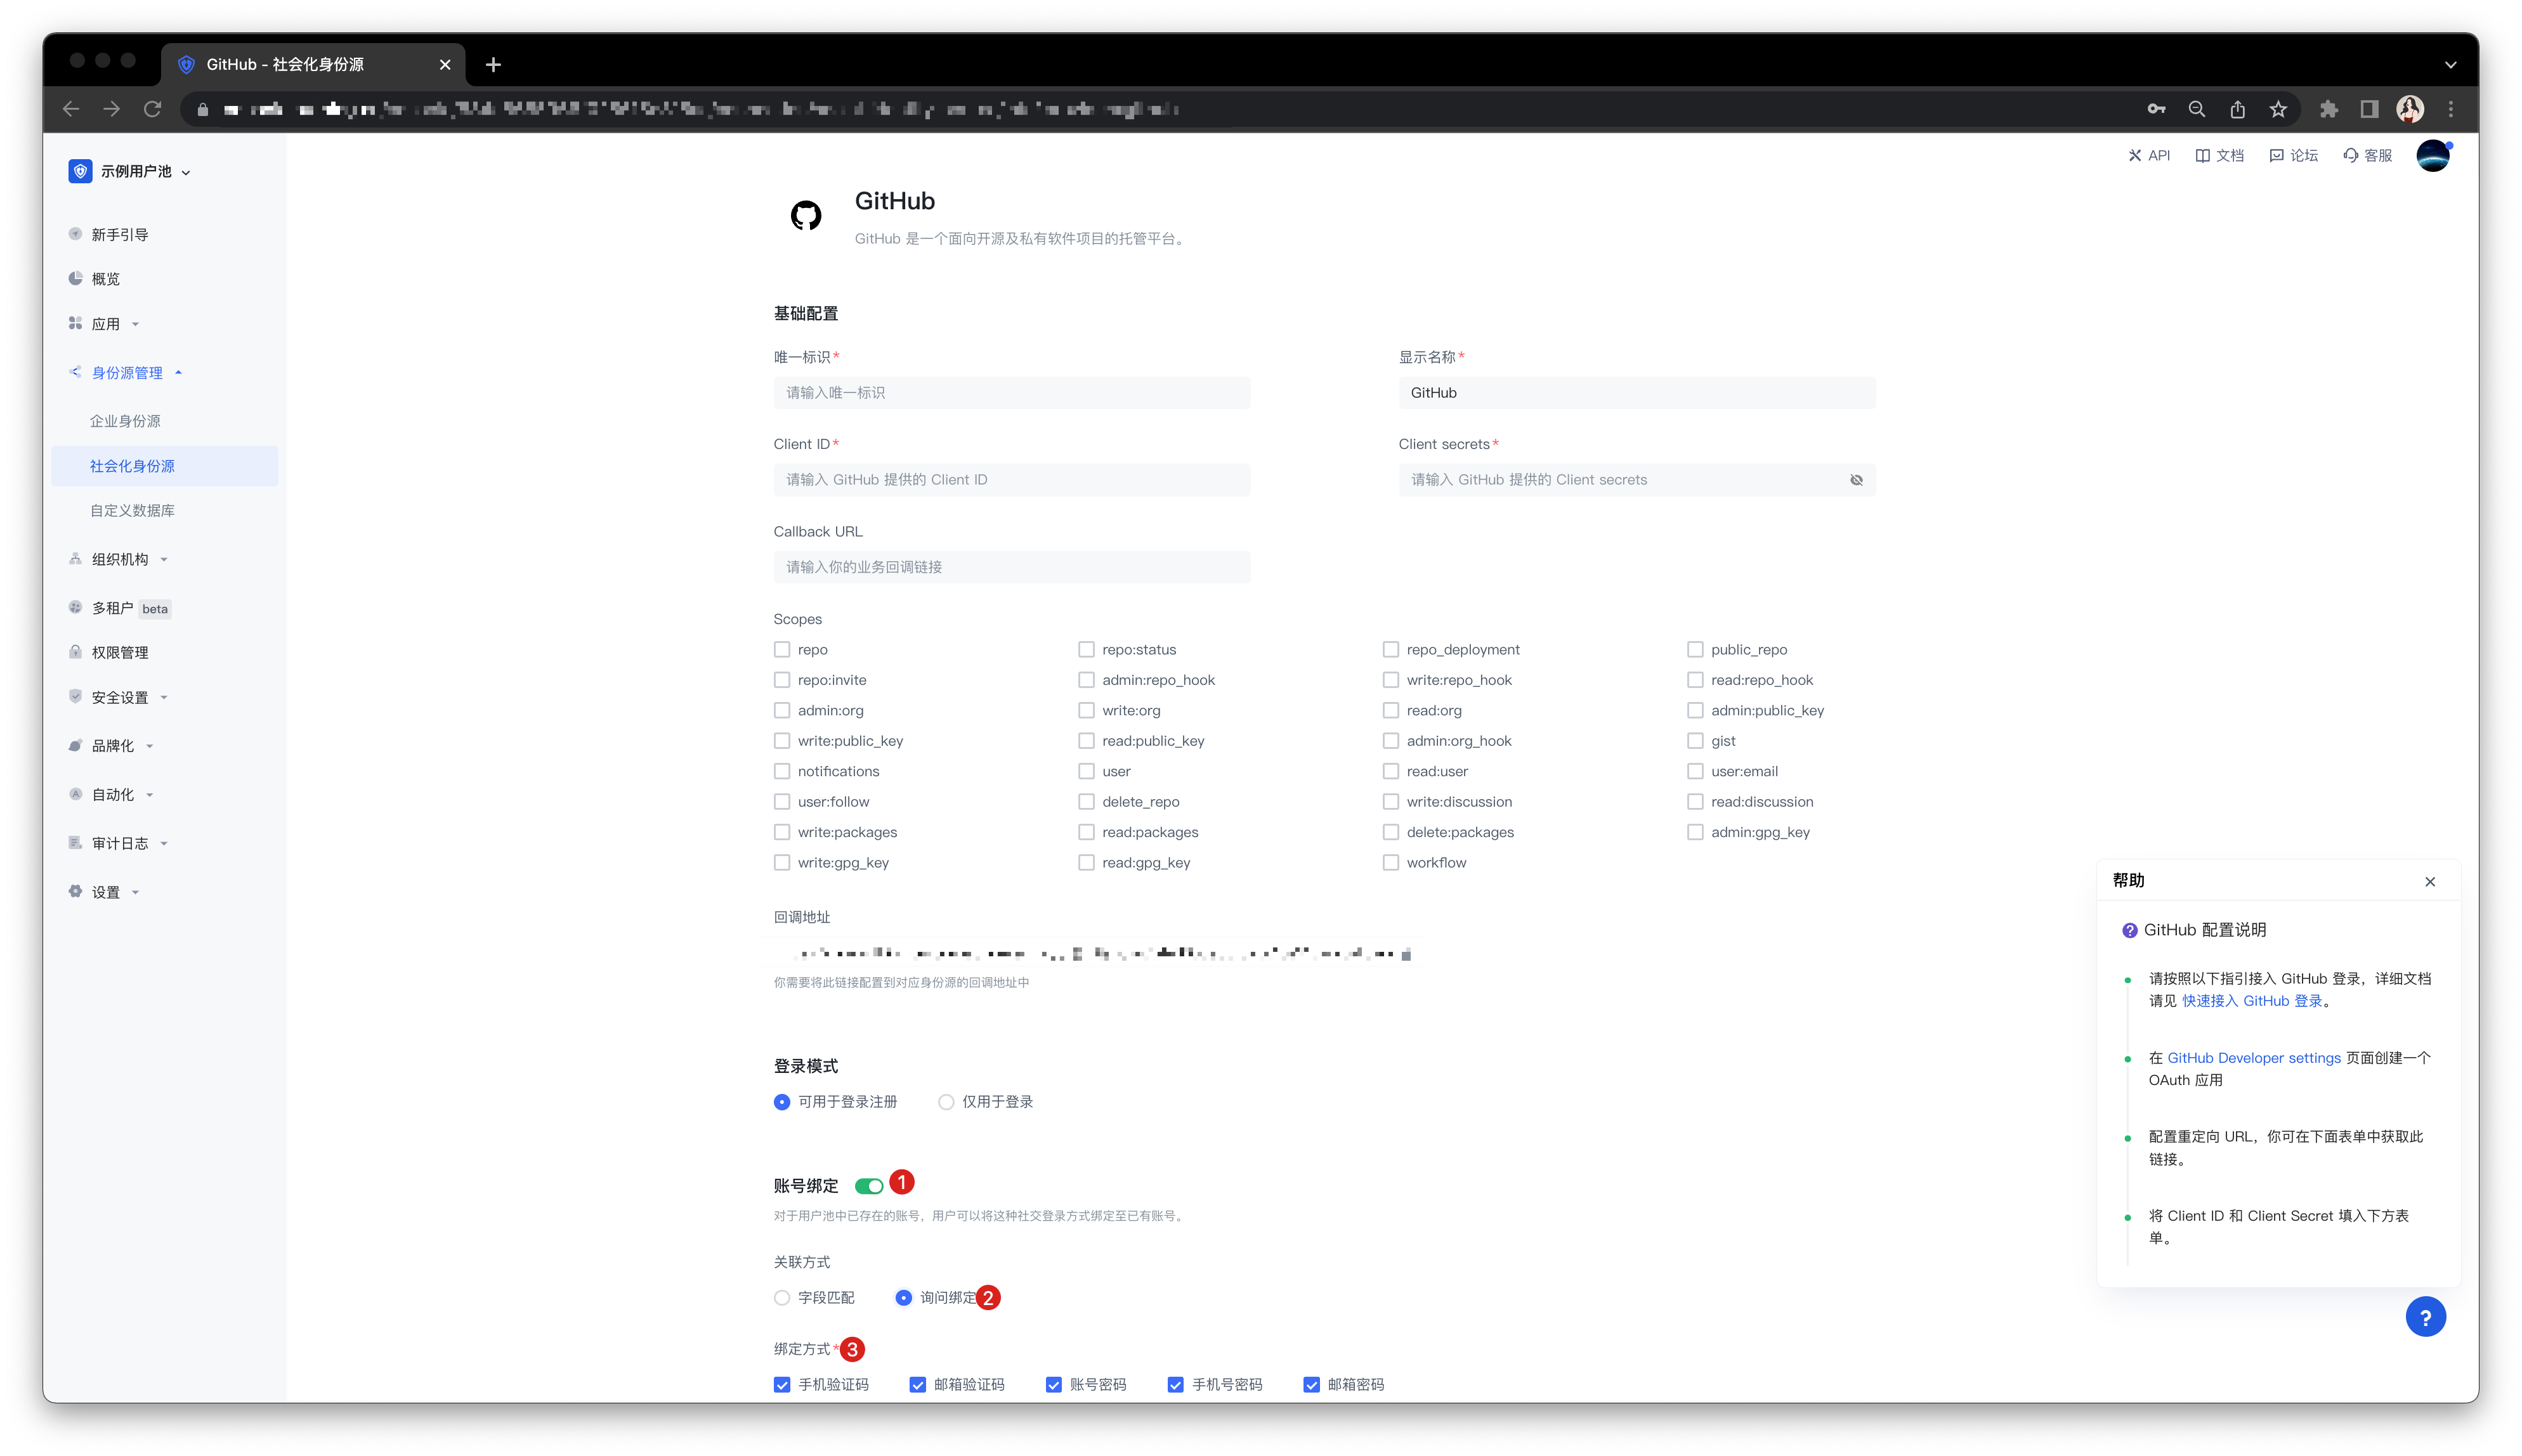 GitHub - 社会化身份源
示例用户池
API 文档 论坛 客服
新手引导
概览
应用
身份源管理
企业身份源
社会化身份源
自定义数据库
组织机构
多租户 beta
权限管理
安全设置
品牌化
自动化
审计日志
设置
GitHub
GitHub 是一个面向开源及私有软件项目的托管平台。
基础配置
唯一标识* 显示名称*
请输入唯一标识 GitHub
Client ID* Client secrets*
请输入 GitHub 提供的 Client ID 请输入 GitHub 提供的 Client secrets
Callback URL
请输入你的业务回调链接
Scopes
repo repo:status repo_deployment public_repo
repo:invite admin:repo_hook write:repo_hook read:repo_hook
admin:org write:org read:org admin:public_key
write:public_key read:public_key admin:org_hook gist
notifications user read:user user:email
user:follow delete_repo write:discussion read:discussion
write:packages read:packages delete:packages admin:gpg_key
write:gpg_key read:gpg_key workflow
回调地址
你需要将此链接配置到对应身份源的回调地址中
登录模式
可用于登录注册 仅用于登录
账号绑定 1
对于用户池中已存在的账号，用户可以将这种社交登录方式绑定至已有账号。
关联方式
字段匹配 询问绑定 2
绑定方式* 3
手机验证码 邮箱验证码 账号密码 手机号密码 邮箱密码
帮助
? GitHub 配置说明
请按照以下指引接入 GitHub 登录，详细文档
请见 快速接入 GitHub 登录。
在 GitHub Developer settings 页面创建一个
OAuth 应用
配置重定向 URL，你可在下面表单中获取此
链接。
将 Client ID 和 Client Secret 填入下方表
单。
?